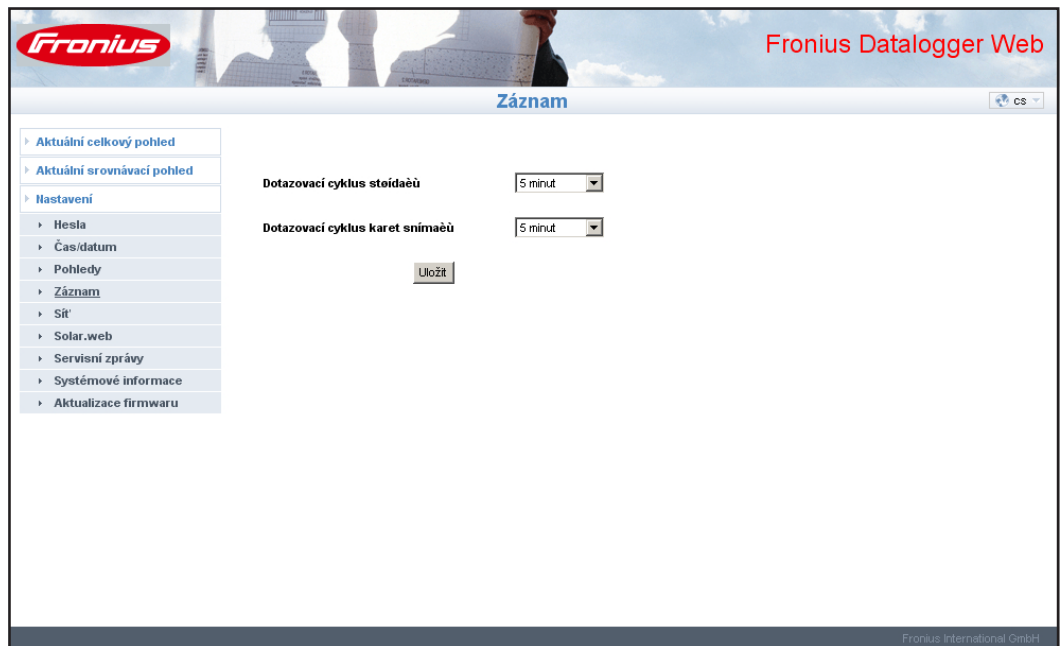 Fronius
Fronius Datalogger Web
Záznam
cs
Aktuální celkový pohled
Aktuální srovnávací pohled
Nastavení
Hesla
Čas/datum
Pohledy
Záznam
Síť
Solar.web
Servisní zprávy
Systémové informace
Aktualizace firmwaru
Dotazovací cyklus støídaèù
5 minut
Dotazovací cyklus karet snímaèù
5 minut
Uložit
Fronius International GmbH